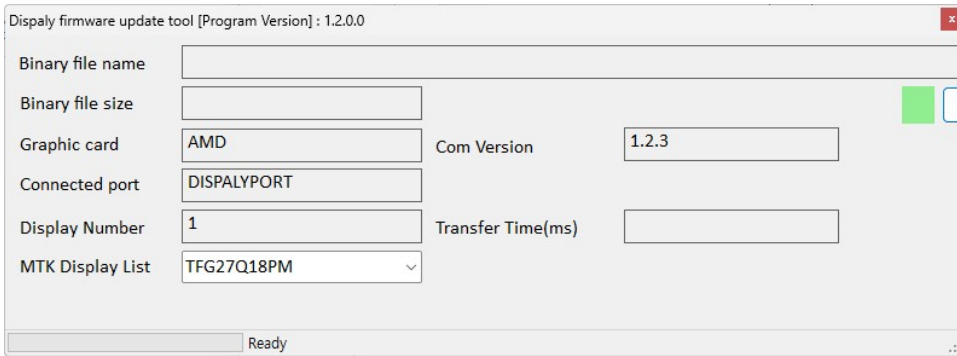 Dispaly firmware update tool [Program Version] : 1.2.0.0
x
Binary file name
Binary file size
Graphic card AMD Com Version 1.2.3
Connected port DISPALYPORT
Display Number 1 Transfer Time(ms)
MTK Display List TFG27Q18PM
Ready